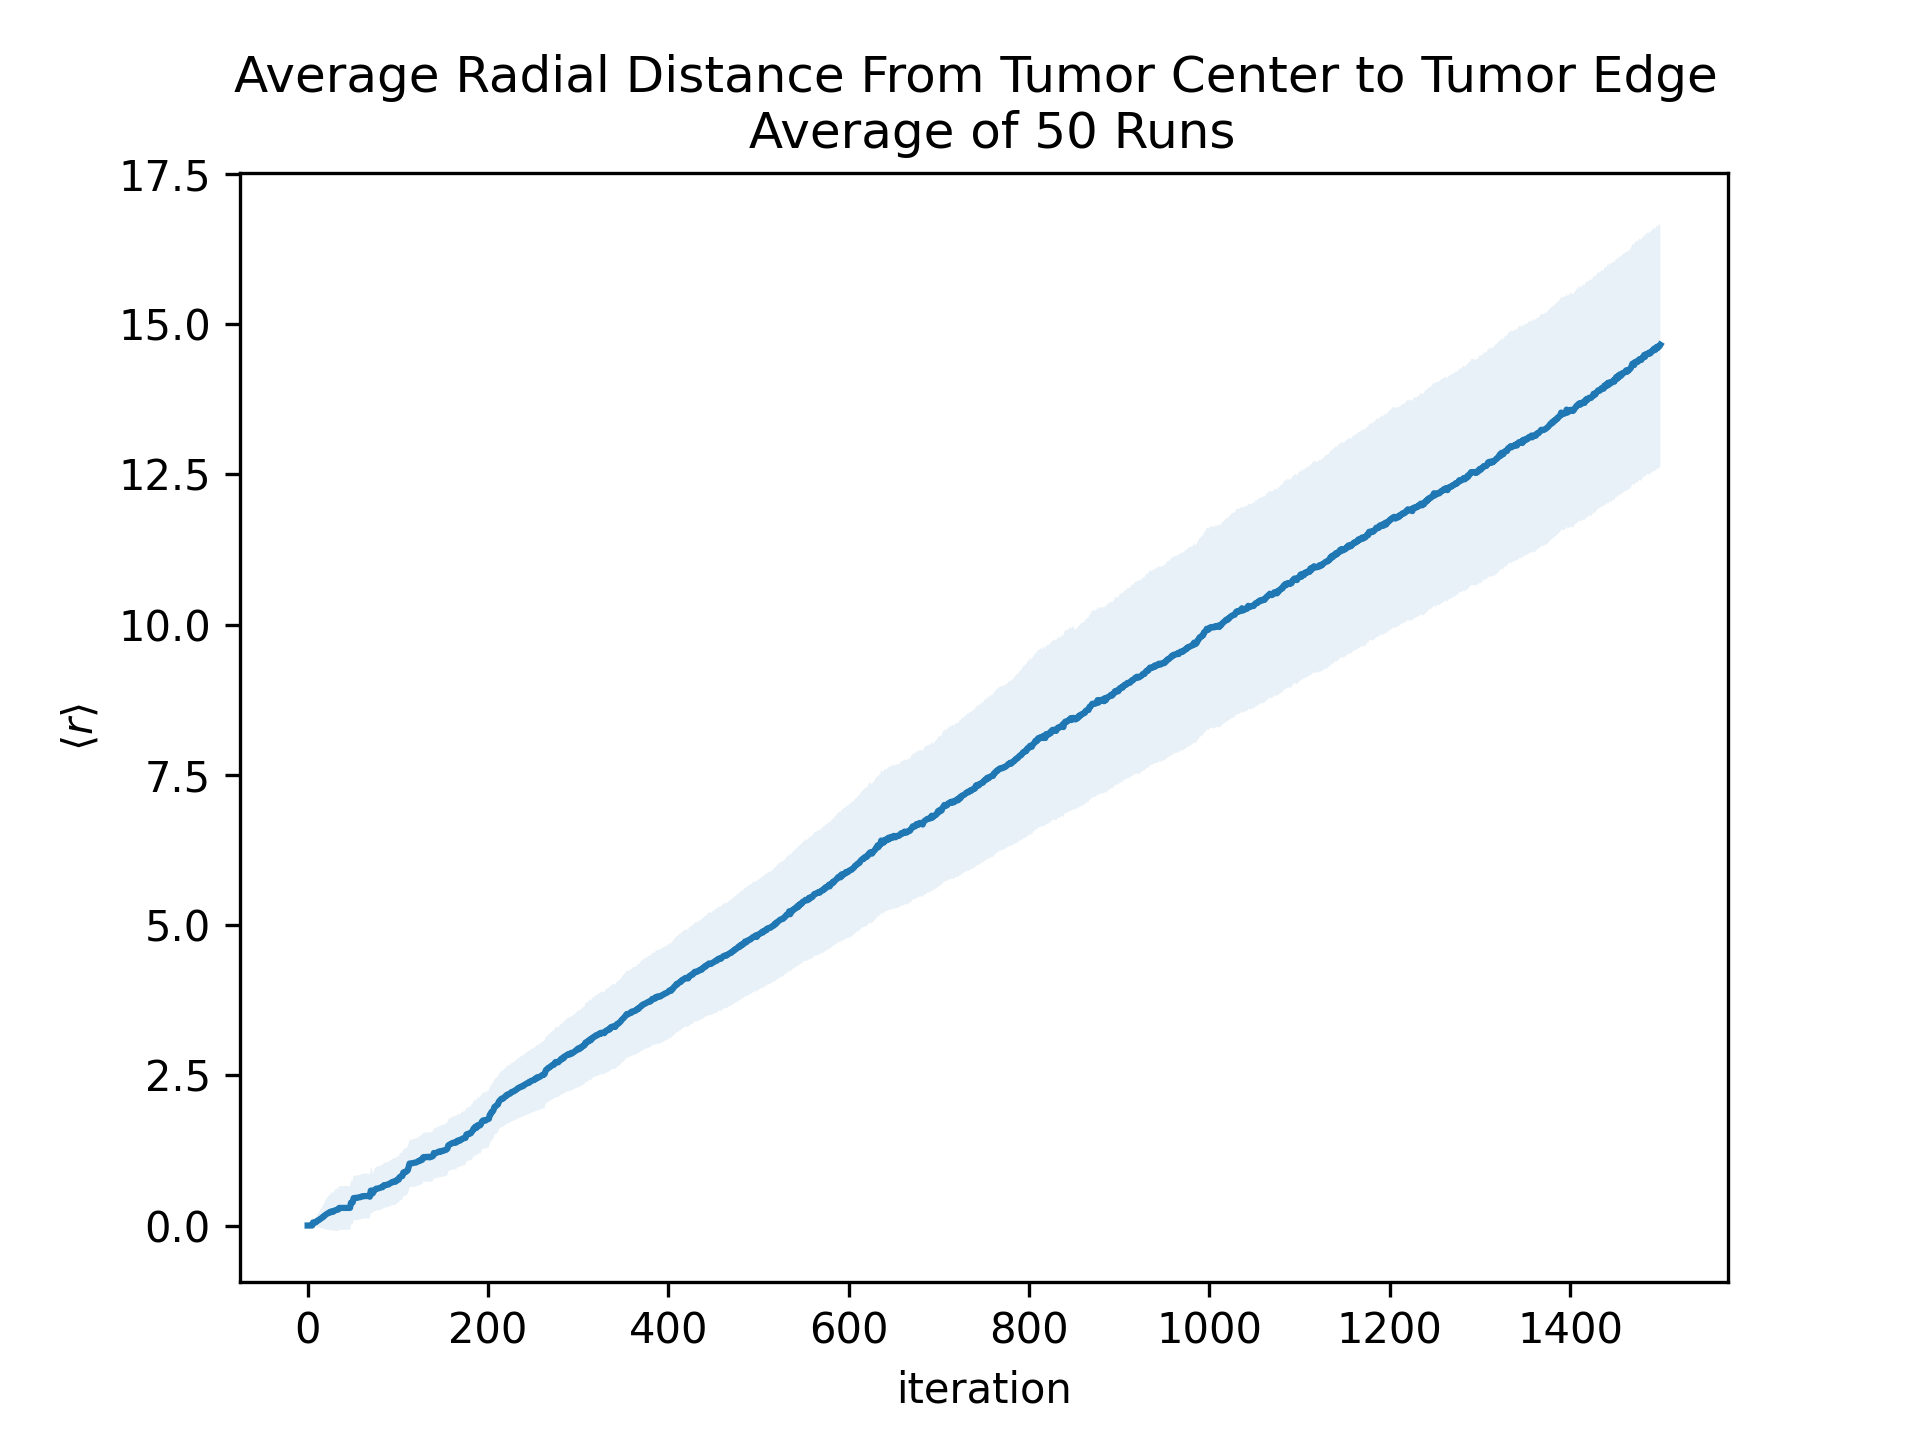 Average Radial Distance From Tumor Center to Tumor Edge
Average of 50 Runs
17.5
15.0
12.5
10.0
7.5
5.0
2.5
0.0
⟨r⟩
0 200 400 600 800 1000 1200 1400
iteration